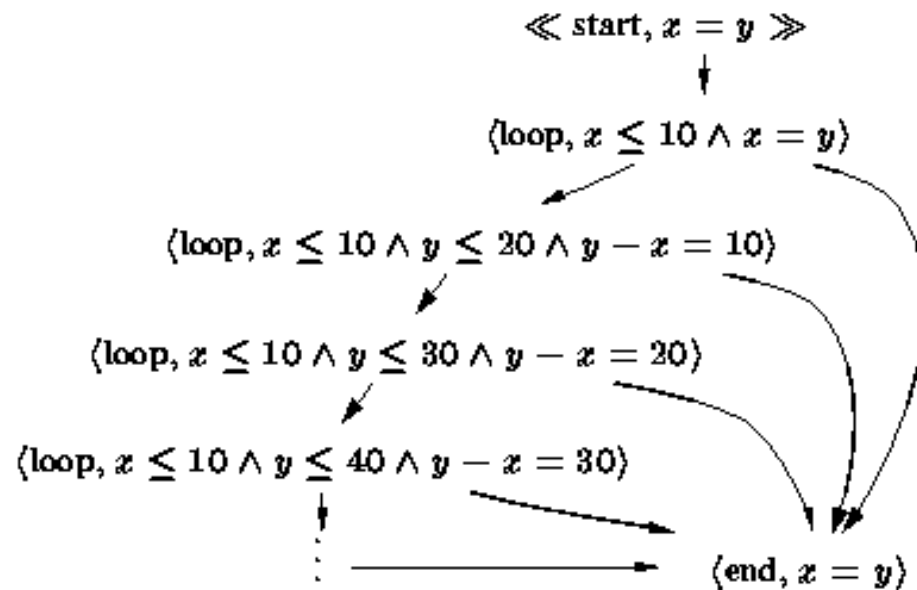 ≪ start, x = y ≫
⟨loop, x ≤ 10 ∧ x = y⟩
⟨loop, x ≤ 10 ∧ y ≤ 20 ∧ y − x = 10⟩
⟨loop, x ≤ 10 ∧ y ≤ 30 ∧ y − x = 20⟩
⟨loop, x ≤ 10 ∧ y ≤ 40 ∧ y − x = 30⟩
⋮
⟨end, x = y⟩